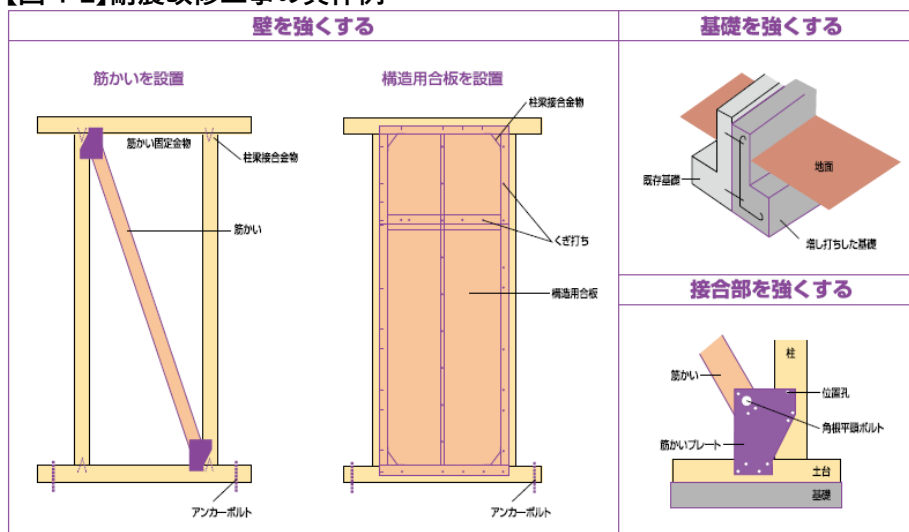 壁を強くする
筋かいを設置
筋かい固定金物
柱梁接合金物
筋かい
アンカーボルト
構造用合板を設置
柱梁接合金物
くぎ打ち
構造用合板
アンカーボルト
基礎を強くする
地面
既存基礎
増し打ちした基礎
接合部を強くする
柱
筋かい
位置孔
角根平頭ボルト
筋かいプレート
土台
基礎